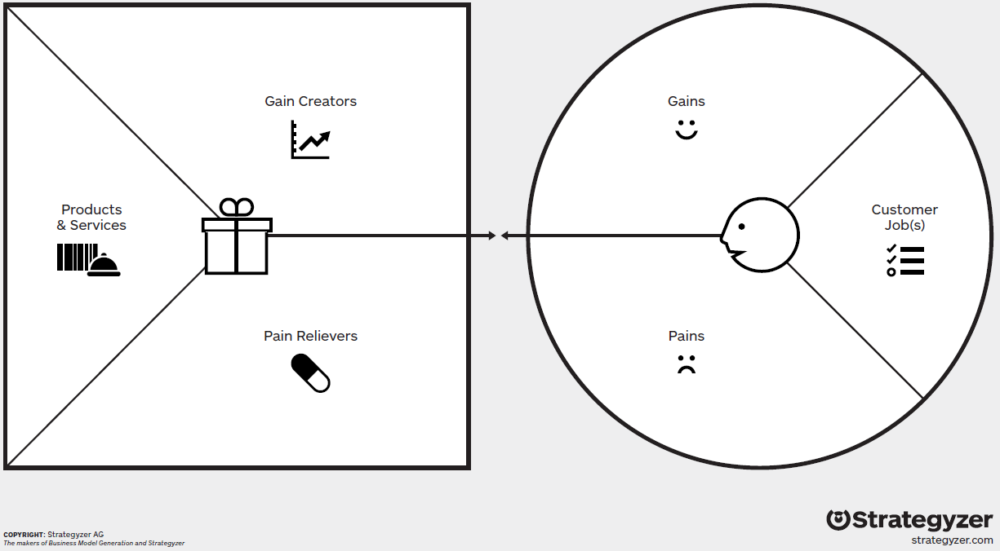 Gain Creators
Products
& Services
Pain Relievers
Gains
Customer
Job(s)
Pains
COPYRIGHT: Strategyzer AG
The makers of Business Model Generation and Strategyzer
Strategyzer
strategyzer.com